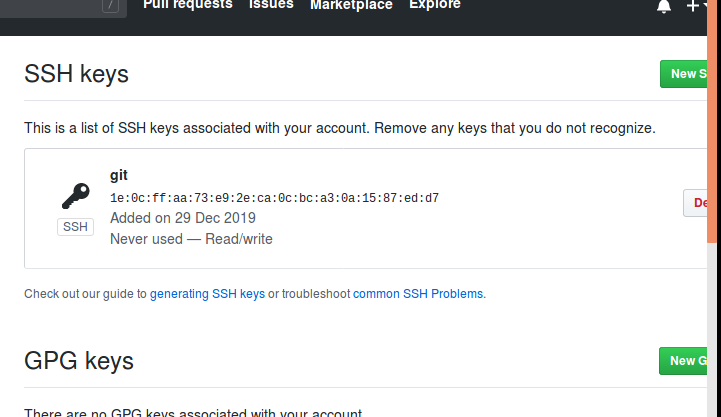 / Pull requests Issues Marketplace Explore
SSH keys
New S
This is a list of SSH keys associated with your account. Remove any keys that you do not recognize.
git
1e:0c:ff:aa:73:e9:2e:ca:0c:bc:a3:0a:15:87:ed:d7
De
SSH
Added on 29 Dec 2019
Never used — Read/write
Check out our guide to generating SSH keys or troubleshoot common SSH Problems.
GPG keys
New G
There are no GPG keys associated with your account.